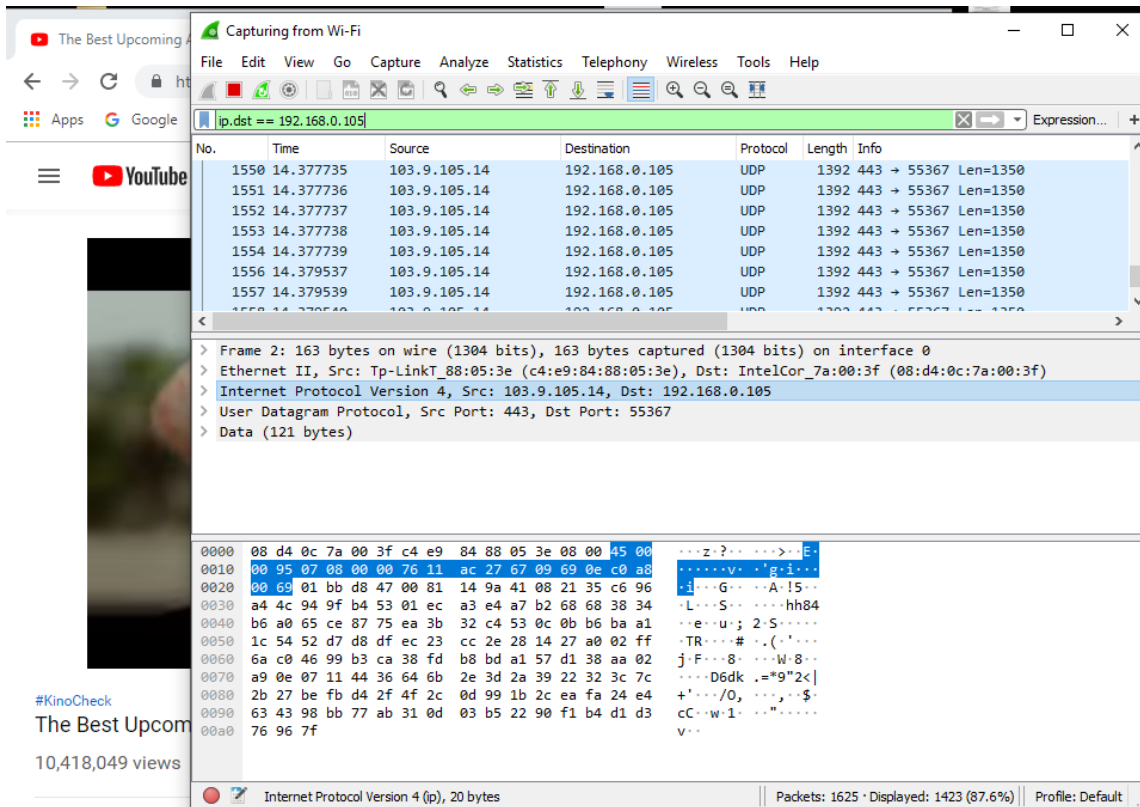 The Best Upcoming A
Capturing from Wi-Fi
File Edit View Go Capture Analyze Statistics Telephony Wireless Tools Help
ht
Apps Google
ip.dst == 192.168.0.105
Expression... +
YouTube
No. Time Source Destination Protocol Length Info
1550 14.377735 103.9.105.14 192.168.0.105 UDP 1392 443 → 55367 Len=1350
1551 14.377736 103.9.105.14 192.168.0.105 UDP 1392 443 → 55367 Len=1350
1552 14.377737 103.9.105.14 192.168.0.105 UDP 1392 443 → 55367 Len=1350
1553 14.377738 103.9.105.14 192.168.0.105 UDP 1392 443 → 55367 Len=1350
1554 14.377739 103.9.105.14 192.168.0.105 UDP 1392 443 → 55367 Len=1350
1556 14.379537 103.9.105.14 192.168.0.105 UDP 1392 443 → 55367 Len=1350
1557 14.379539 103.9.105.14 192.168.0.105 UDP 1392 443 → 55367 Len=1350
> Frame 2: 163 bytes on wire (1304 bits), 163 bytes captured (1304 bits) on interface 0
> Ethernet II, Src: Tp-LinkT_88:05:3e (c4:e9:84:88:05:3e), Dst: IntelCor_7a:00:3f (08:d4:0c:7a:00:3f)
> Internet Protocol Version 4, Src: 103.9.105.14, Dst: 192.168.0.105
> User Datagram Protocol, Src Port: 443, Dst Port: 55367
> Data (121 bytes)
0000 08 d4 0c 7a 00 3f c4 e9 84 88 05 3e 08 00 45 00 ···z·?·· ···>··E·
0010 00 95 07 08 00 00 76 11 ac 27 67 09 69 0e c0 a8 ······v· ·'g·i···
0020 00 69 01 bb d8 47 00 81 14 9a 41 08 21 35 c6 96 ·i···G·· ··A·!5··
0030 a4 4c 94 9f b4 53 01 ec a3 e4 a7 b2 68 68 38 34 ·L···S·· ····hh84
0040 b6 a0 65 ce 87 75 ea 3b 32 c4 53 0c 0b b6 ba a1 ··e··u·; 2·S·····
0050 1c 54 52 d7 d8 df ec 23 cc 2e 28 14 27 a0 02 ff ·TR····# ·.(·'···
0060 6a c0 46 99 b3 ca 38 fd b8 bd a1 57 d1 38 aa 02 j·F···8· ···W·8··
0070 a9 0e 07 11 44 36 64 6b 2e 3d 2a 39 22 32 3c 7c ····D6dk .=*9"2<|
0080 2b 27 be fb d4 2f 4f 2c 0d 99 1b 2c ea fa 24 e4 +'···/O, ···,··$·
0090 63 43 98 bb 77 ab 31 0d 03 b5 22 90 f1 b4 d1 d3 cC··w·1· ··"·····
00a0 76 96 7f v··
#KinoCheck
The Best Upcom
10,418,049 views
Internet Protocol Version 4 (ip), 20 bytes
Packets: 1625 · Displayed: 1423 (87.6%)
Profile: Default